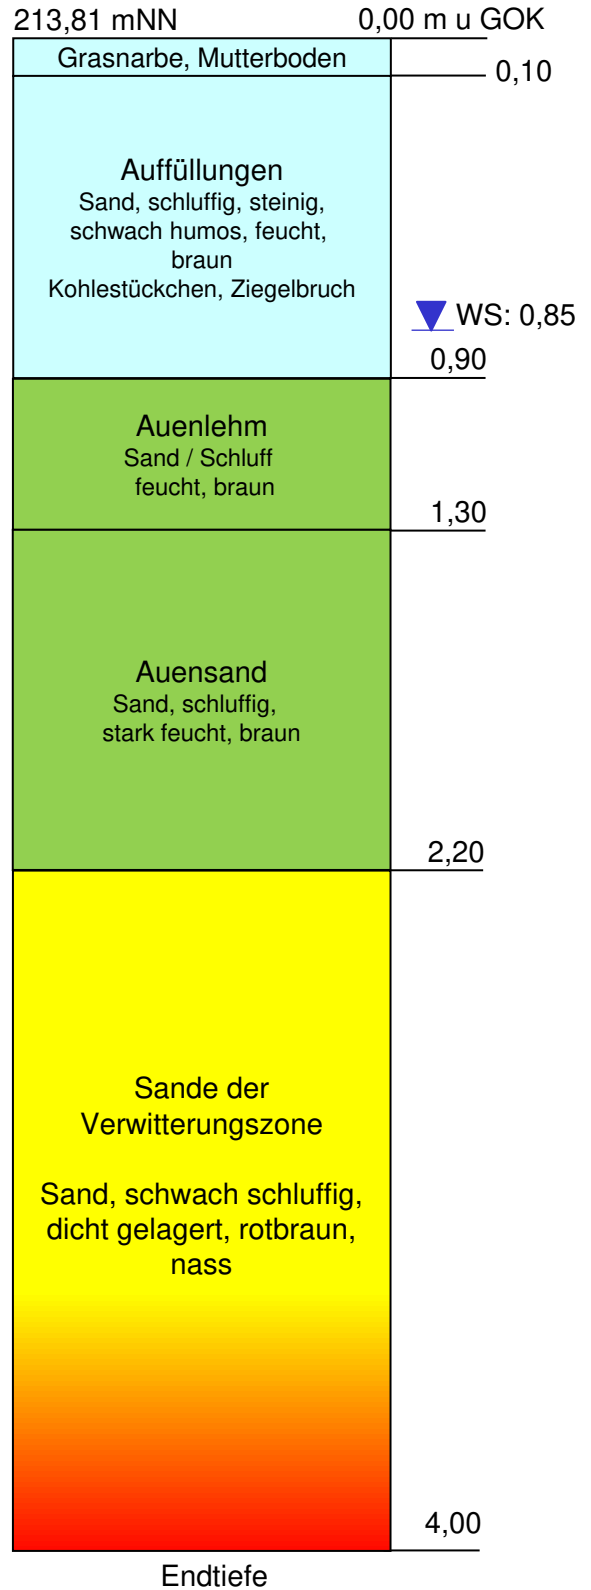 213,81 mNN 0,00 m u GOK
Grasnarbe, Mutterboden
0,10
Auffüllungen
Sand, schluffig, steinig,
schwach humos, feucht,
braun
Kohlestückchen, Ziegelbruch
WS: 0,85
0,90
Auenlehm
Sand / Schluff
feucht, braun
1,30
Auensand
Sand, schluffig,
stark feucht, braun
2,20
Sande der
Verwitterungszone
Sand, schwach schluffig,
dicht gelagert, rotbraun,
nass
4,00
Endtiefe